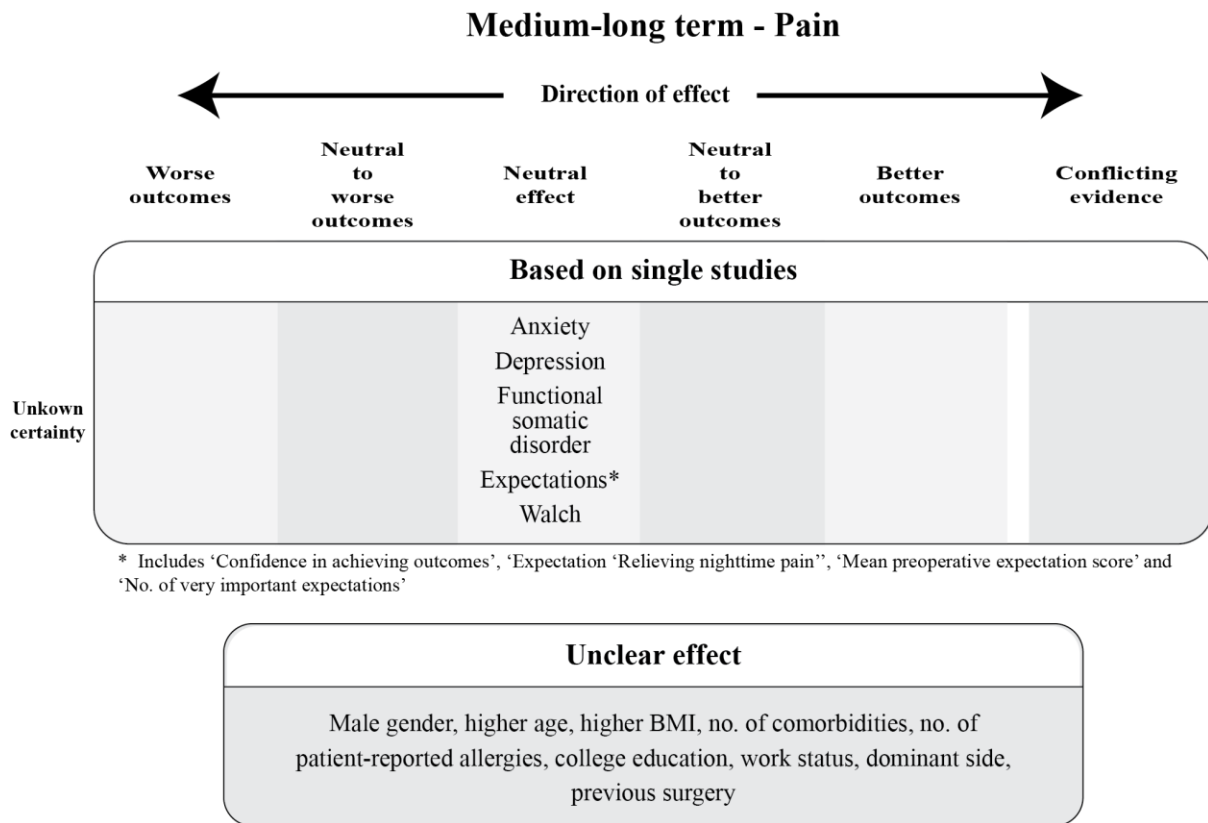 Medium-long term - Pain
Direction of effect
Worse
outcomes
Neutral
to
worse
outcomes
Neutral
effect
Neutral
to
better
outcomes
Better
outcomes
Conflicting
evidence
Based on single studies
Unkown
certainty
Anxiety
Depression
Functional
somatic
disorder
Expectations*
Walch
* Includes ‘Confidence in achieving outcomes’, ‘Expectation ‘Relieving nighttime pain’’, ‘Mean preoperative expectation score’ and
‘No. of very important expectations’
Unclear effect
Male gender, higher age, higher BMI, no. of comorbidities, no. of
patient-reported allergies, college education, work status, dominant side,
previous surgery